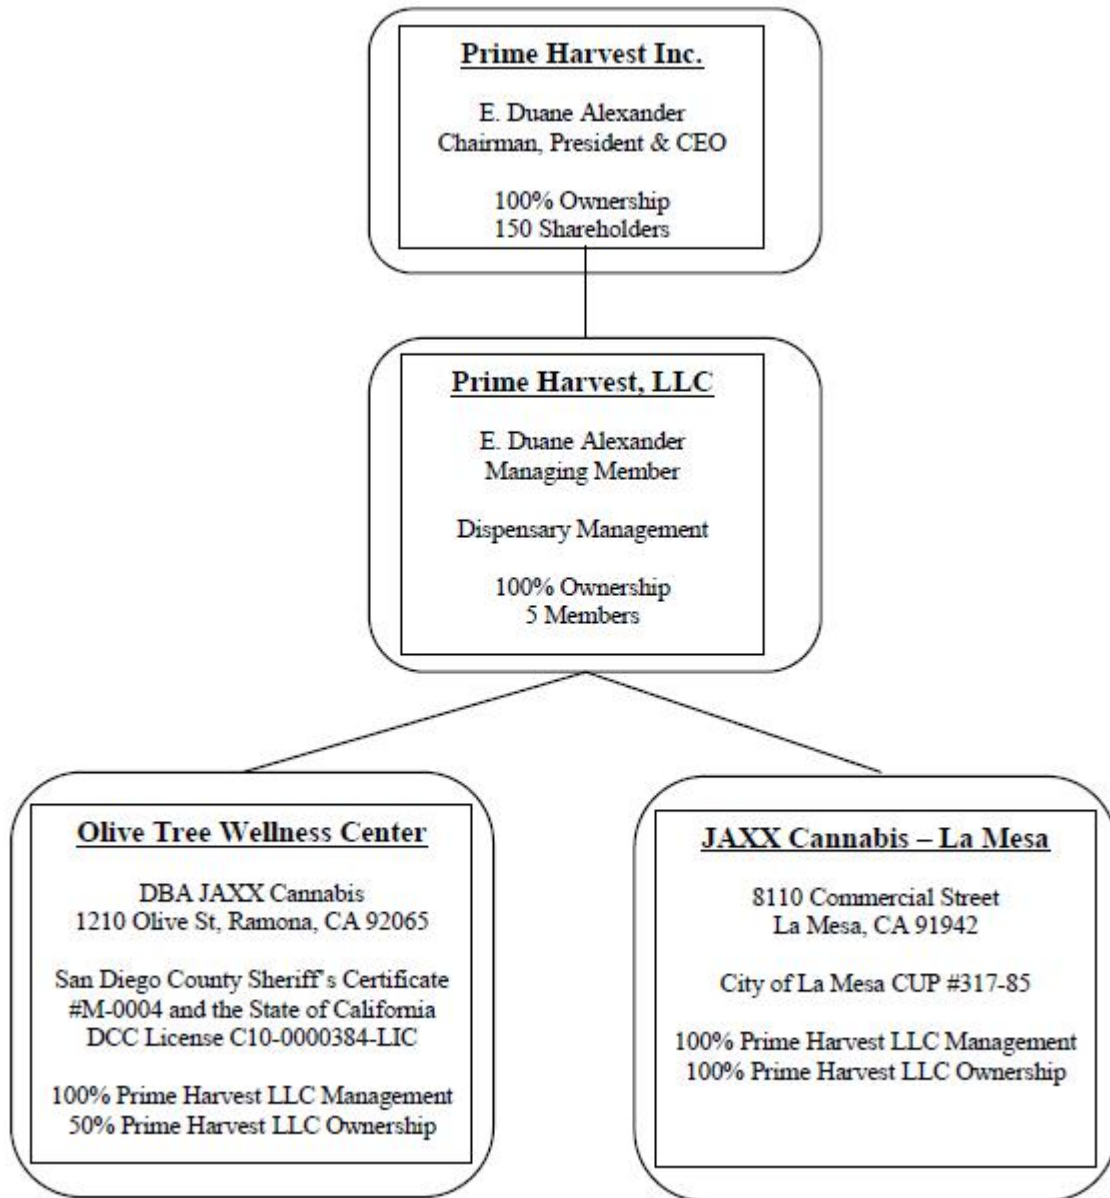 Prime Harvest Inc.
E. Duane Alexander
Chairman, President & CEO
100% Ownership
150 Shareholders
Prime Harvest, LLC
E. Duane Alexander
Managing Member
Dispensary Management
100% Ownership
5 Members
Olive Tree Wellness Center
DBA JAXX Cannabis
1210 Olive St, Ramona, CA 92065
San Diego County Sheriff's Certificate
#M-0004 and the State of California
DCC License C10-0000384-LIC
100% Prime Harvest LLC Management
50% Prime Harvest LLC Ownership
JAXX Cannabis – La Mesa
8110 Commercial Street
La Mesa, CA 91942
City of La Mesa CUP #317-85
100% Prime Harvest LLC Management
100% Prime Harvest LLC Ownership